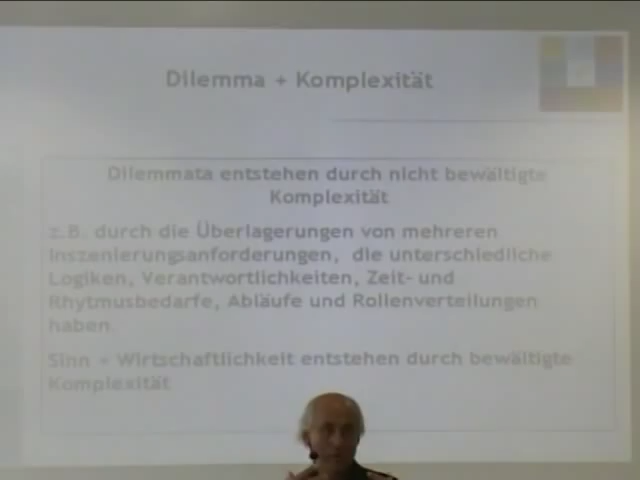 Dilemma + Komplexität
Dilemmata entstehen durch nicht bewältigte
Komplexität
z.B. durch die Überlagerungen von mehreren
Inszenierungsanforderungen, die unterschiedliche
Logiken, Verantwortlichkeiten, Zeit- und
Rhytmusbedarfe, Abläufe und Rollenverteilungen
haben.
Sinn + Wirtschaftlichkeit entstehen durch bewältigte
Komplexität